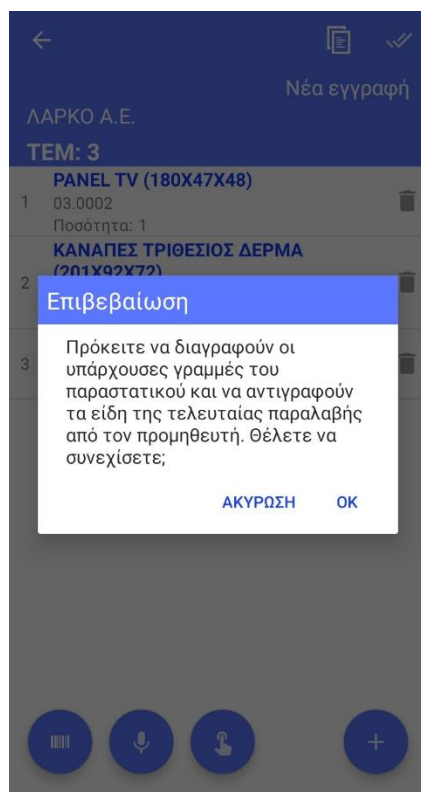 Νέα εγγραφή
ΛΑΡΚΟ Α.Ε.
ΤΕΜ: 3
PANEL TV (180X47X48)
1
03.0002
Ποσότητα: 1
ΚΑΝΑΠΕΣ ΤΡΙΘΕΣΙΟΣ ΔΕΡΜΑ
(201X92X72)
2
Επιβεβαίωση
3
Πρόκειτε να διαγραφούν οι
υπάρχουσες γραμμές του
παραστατικού και να αντιγραφούν
τα είδη της τελευταίας παραλαβής
από τον προμηθευτή. Θέλετε να
συνεχίσετε;
ΑΚΥΡΩΣΗ OK